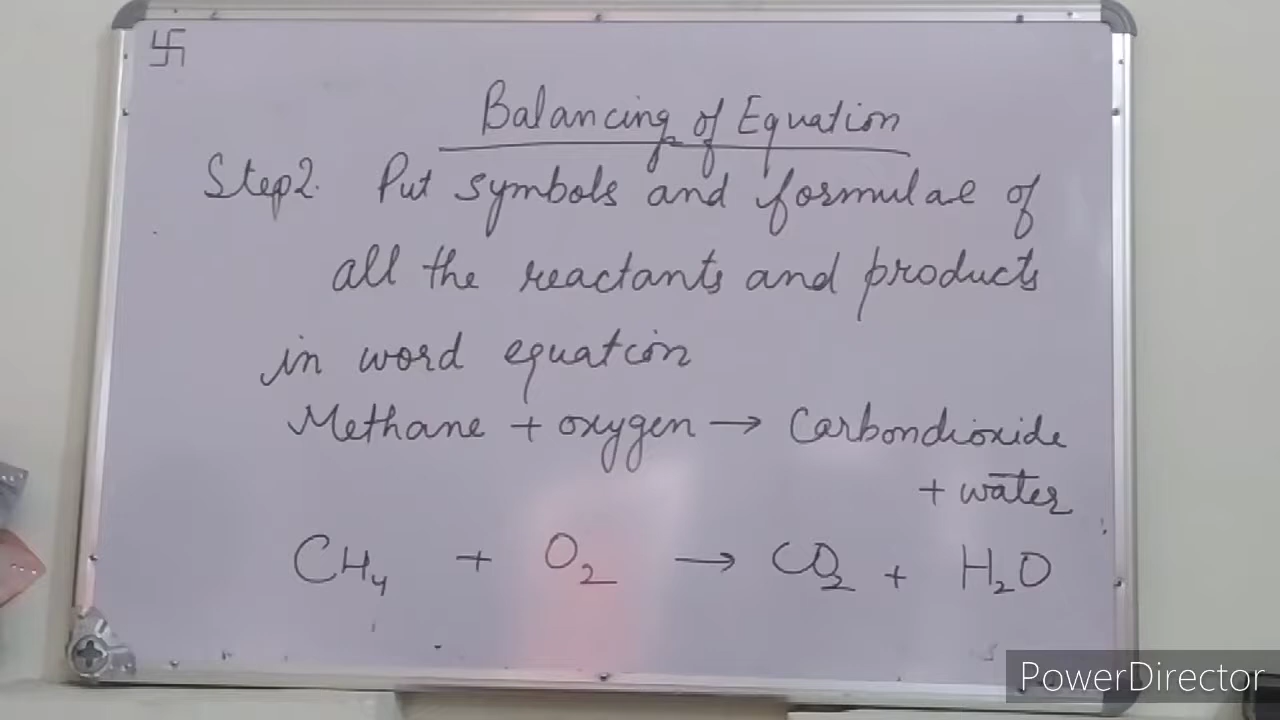 卐
Balancing of Equation
Step2. Put symbols and formulae of
all the reactants and products
in word equation
Methane + oxygen → Carbondioxide
+ water
CH₄ + O₂ → CO₂ + H₂O
PowerDirector